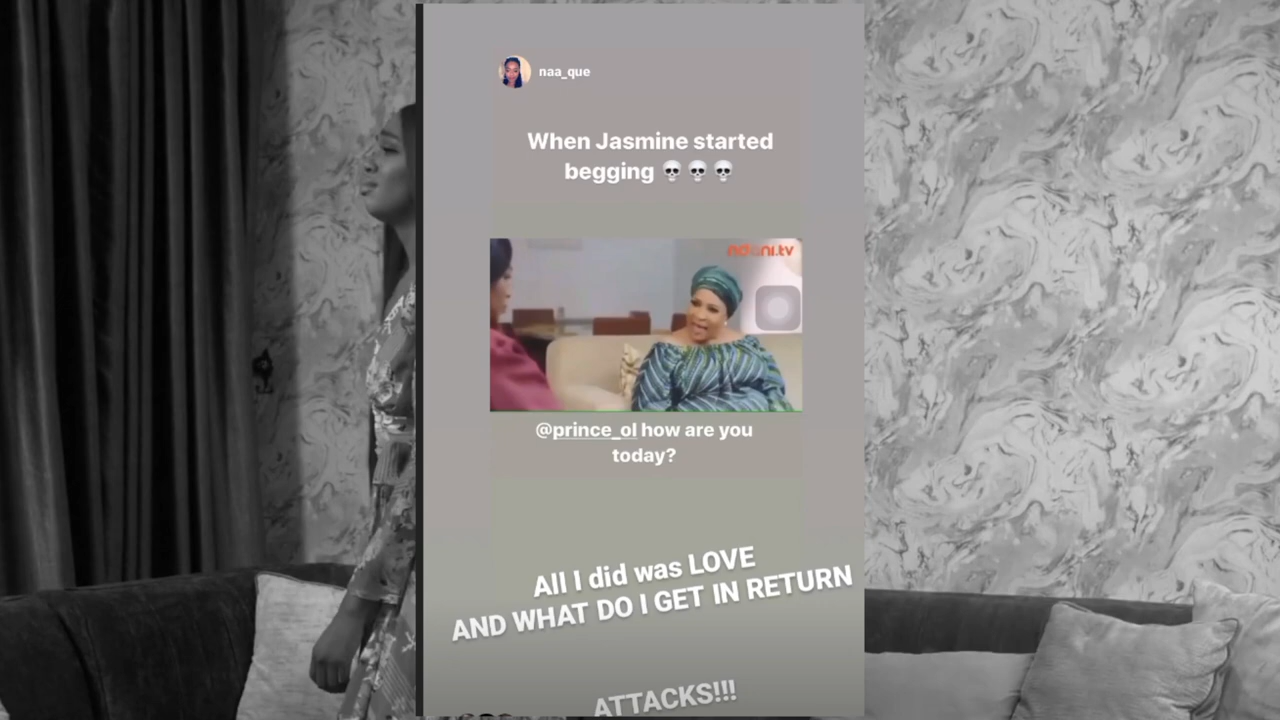 naa_que
When Jasmine started
begging 💀💀💀
ndani.tv
@prince_ol how are you
today?
All I did was LOVE
AND WHAT DO I GET IN RETURN
ATTACKS!!!